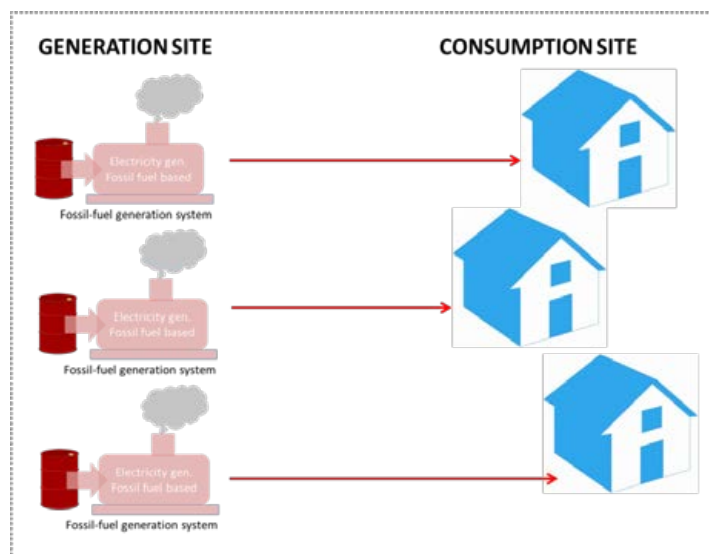 GENERATION SITE
CONSUMPTION SITE
Electricity gen.
Fossil fuel based
Fossil-fuel generation system
Electricity gen.
Fossil fuel based
Fossil-fuel generation system
Electricity gen.
Fossil fuel based
Fossil-fuel generation system